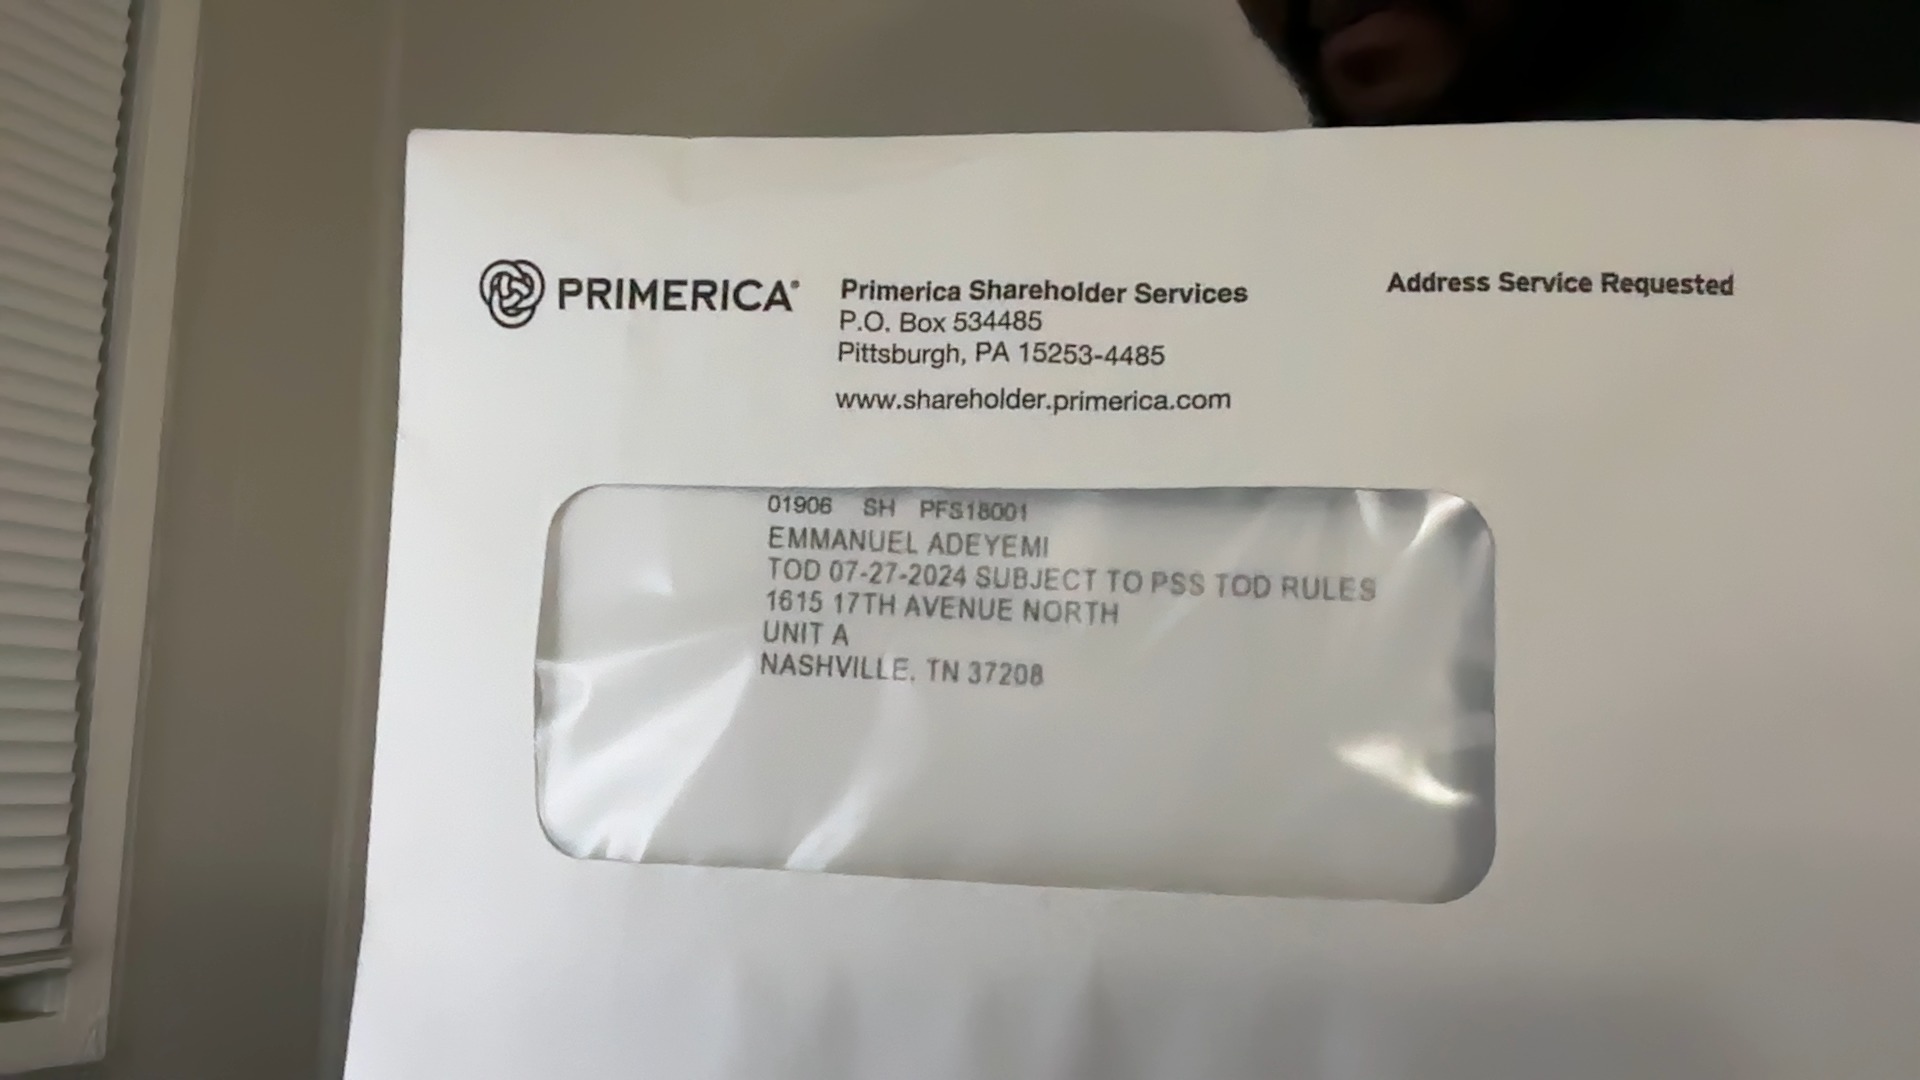 PRIMERICA®
Primerica Shareholder Services
P.O. Box 534485
Pittsburgh, PA 15253-4485
www.shareholder.primerica.com
Address Service Requested
01906 SH PFS18001
EMMANUEL ADEYEMI
TOD 07-27-2024 SUBJECT TO PSS TOD RULES
1615 17TH AVENUE NORTH
UNIT A
NASHVILLE, TN 37208